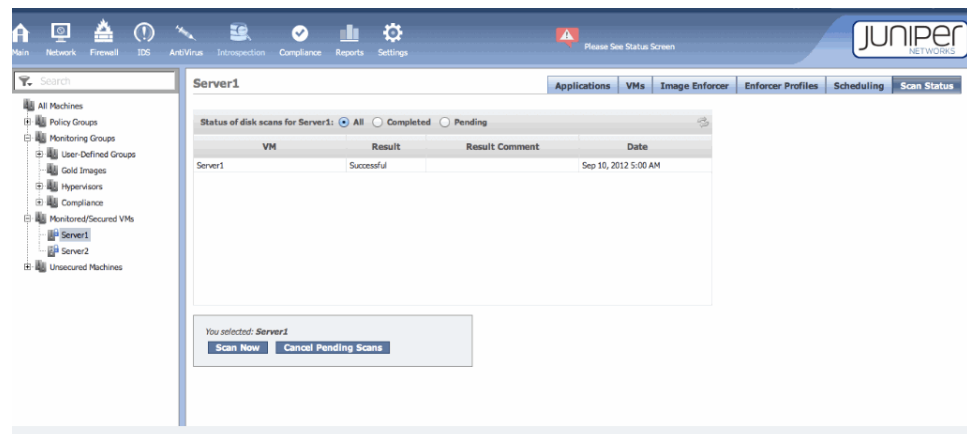 Main Network Firewall IDS AntiVirus Introspection Compliance Reports Settings
Please See Status Screen
JUNIPER
NETWORKS
Search
All Machines
Policy Groups
Monitoring Groups
User-Defined Groups
Gold Images
Hypervisors
Compliance
Monitored/Secured VMs
Server1
Server2
Unsecured Machines
Server1
Applications VMs Image Enforcer Enforcer Profiles Scheduling Scan Status
Status of disk scans for Server1: All Completed Pending
VM Result Result Comment Date
Server1 Successful Sep 10, 2012 5:00 AM
You selected: Server1
Scan Now Cancel Pending Scans